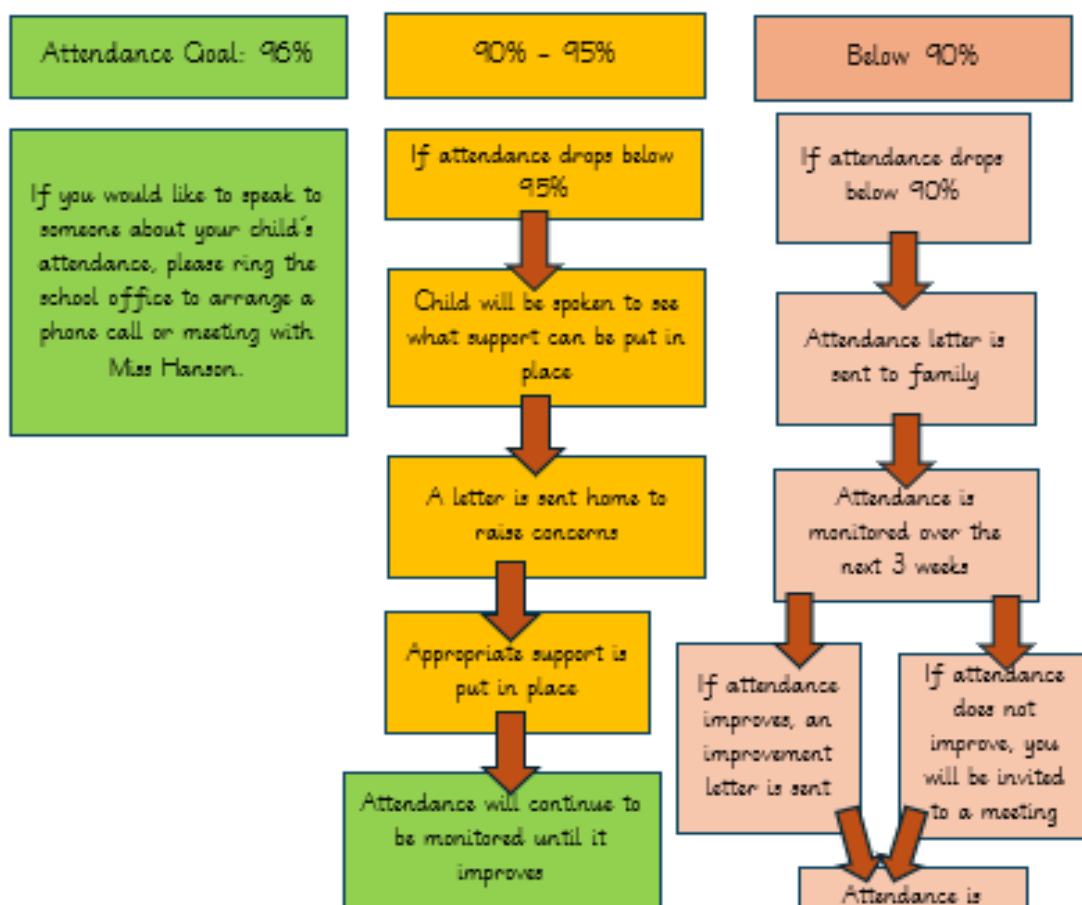 Attendance Goal: 96%
If you would like to speak to
someone about your child's
attendance, please ring the
school office to arrange a
phone call or meeting with
Miss Hanson.
90% - 95%
If attendance drops below
95%
Child will be spoken to see
what support can be put in
place
A letter is sent home to
raise concerns
Appropriate support is
put in place
Attendance will continue to
be monitored until it
improves
Below 90%
If attendance drops
below 90%
Attendance letter is
sent to family
Attendance is
monitored over the
next 3 weeks
If attendance
improves, an
improvement
letter is sent
If attendance
does not
improve, you
will be invited
to a meeting
Attendance is